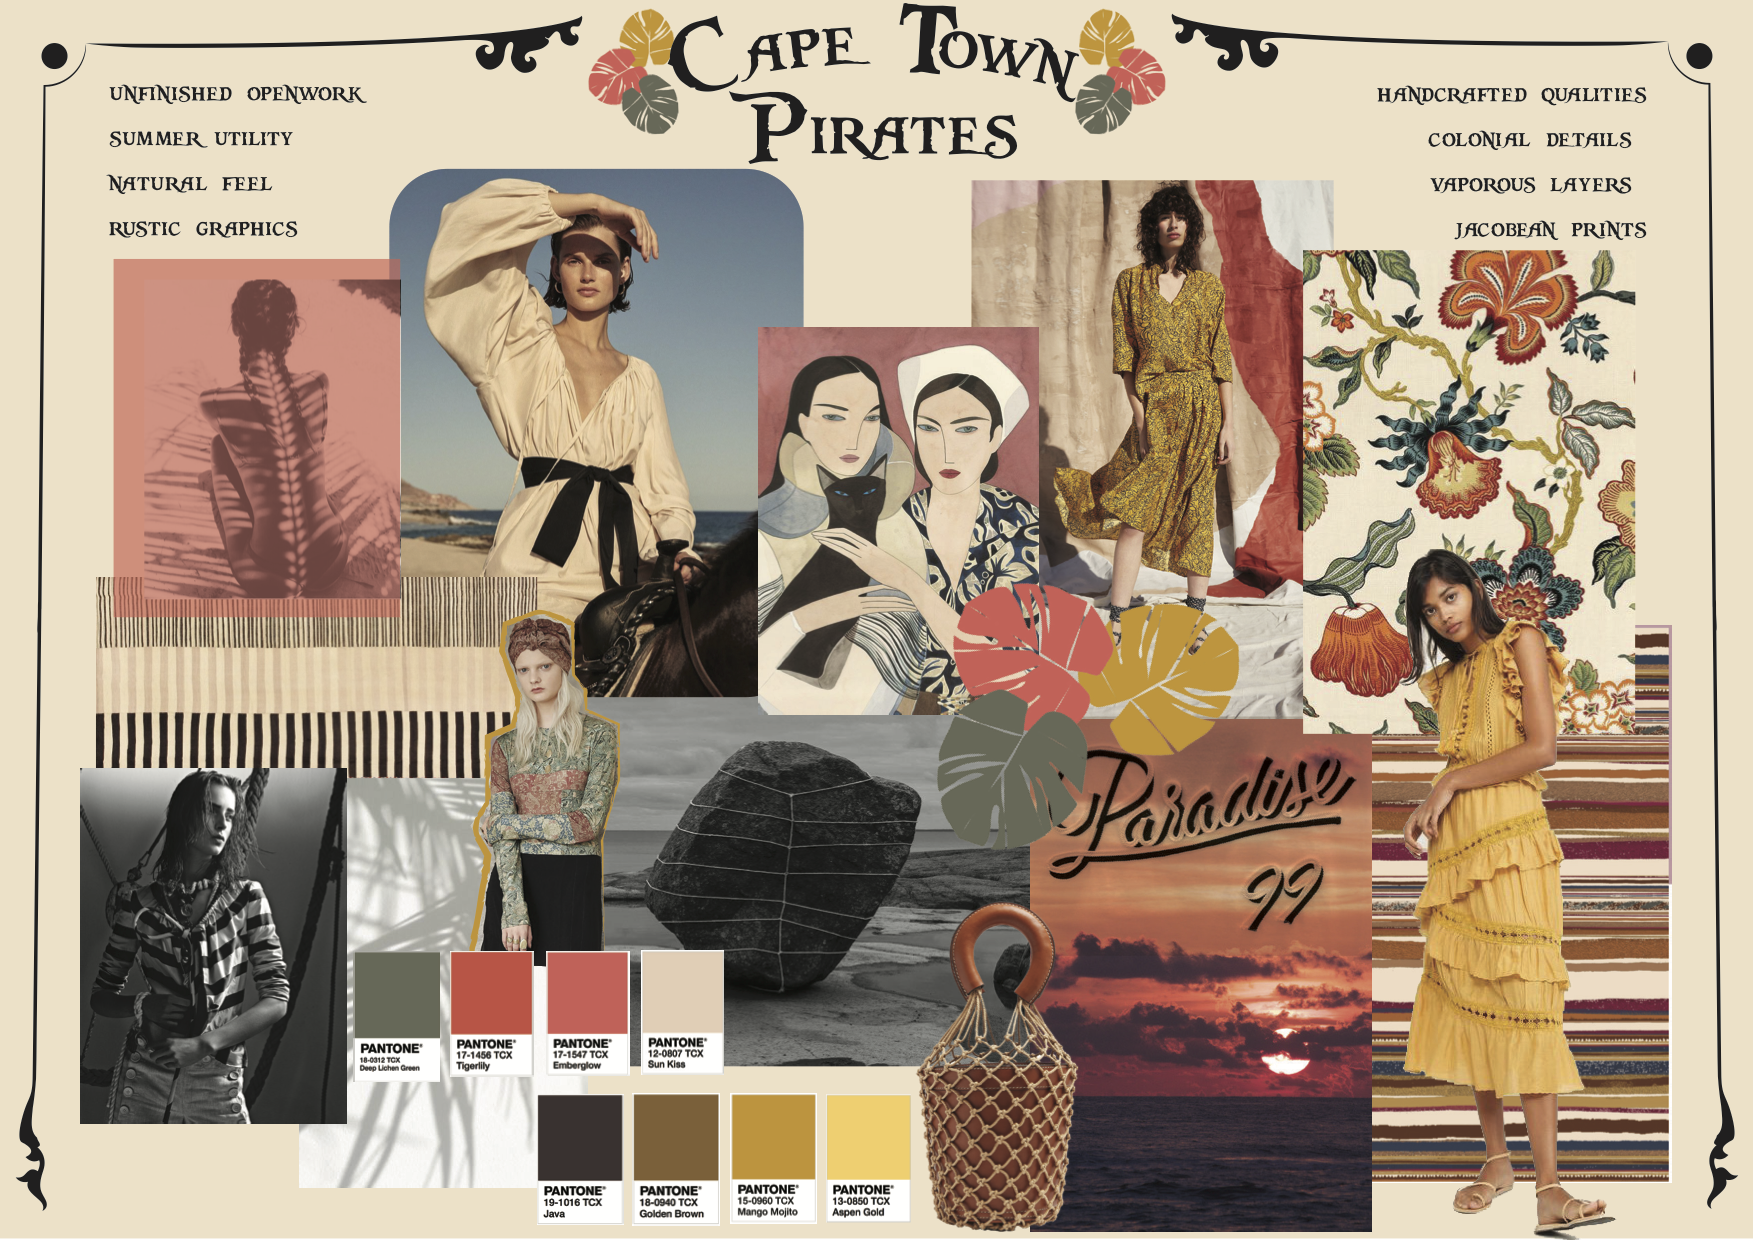 CAPE TOWN
PIRATES
UNFINISHED OPENWORK
SUMMER UTILITY
NATURAL FEEL
RUSTIC GRAPHICS
HANDCRAFTED QUALITIES
COLONIAL DETAILS
VAPOROUS LAYERS
JACOBEAN PRINTS
Paradise
99
PANTONE®
18-0312 TCX
Deep Lichen Green
PANTONE®
17-1456 TCX
Tigerlily
PANTONE®
17-1547 TCX
Emberglow
PANTONE®
12-0807 TCX
Sun Kiss
PANTONE®
19-1016 TCX
Java
PANTONE®
18-0940 TCX
Golden Brown
PANTONE®
15-0960 TCX
Mango Mojito
PANTONE®
13-0850 TCX
Aspen Gold